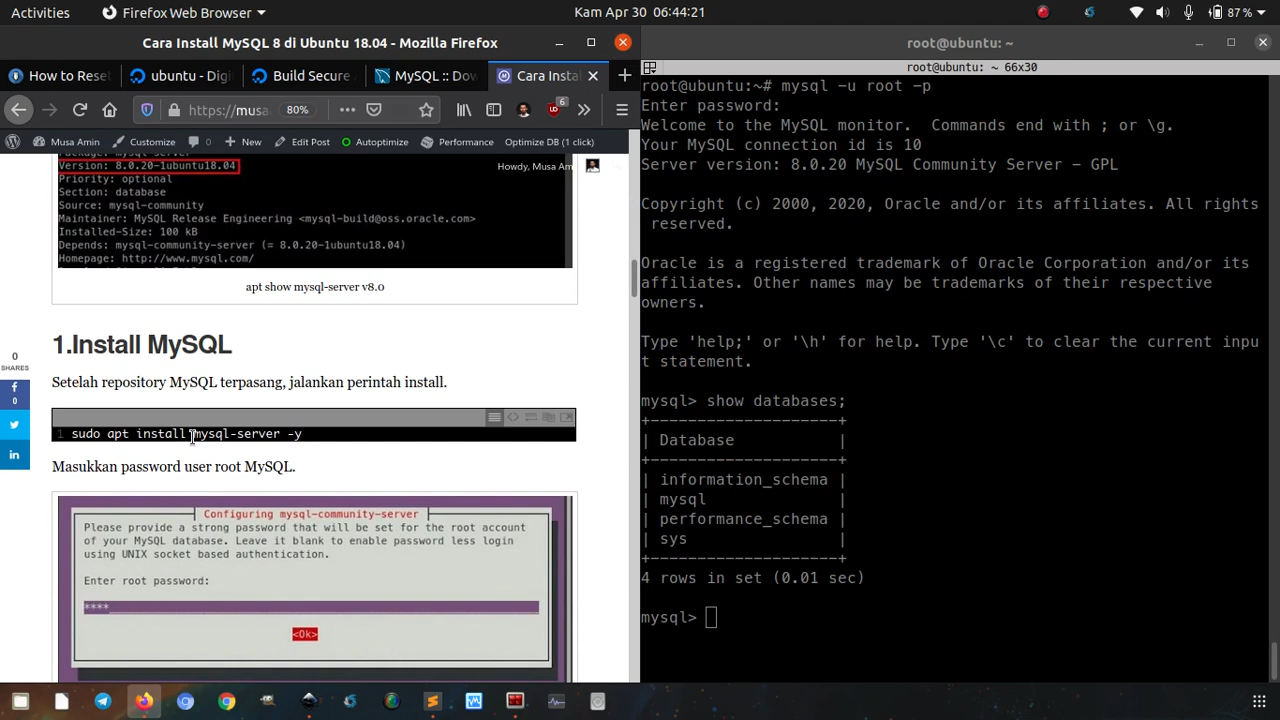 Activities
Firefox Web Browser
Kam Apr 30 06:44:21
87 %
Cara Install MySQL 8 di Ubuntu 18.04 - Mozilla Firefox
How to Rese
ubuntu - Digi
Build Secure
MySQL :: Dow
Cara Instal
https://musa
80%
6
Musa Amin
Customize
0
New
Edit Post
Autoptimize
Performance
Optimize DB (1 click)
Howdy, Musa Am
Version: 8.0.20-1ubuntu18.04
Priority: optional
Section: database
Source: mysql-community
Maintainer: MySQL Release Engineering <mysql-build@oss.oracle.com>
Installed-Size: 100 kB
Depends: mysql-community-server (= 8.0.20-1ubuntu18.04)
Homepage: http://www.mysql.com/
apt show mysql-server v8.0
1.Install MySQL
0
SHARES
0
Setelah repository MySQL terpasang, jalankan perintah install.
1 sudo apt install mysql-server -y
Masukkan password user root MySQL.
Configuring mysql-community-server
Please provide a strong password that will be set for the root account
of your MySQL database. Leave it blank to enable password less login
using UNIX socket based authentication.
Enter root password:
****
<Ok>
root@ubuntu: ~
root@ubuntu: ~ 66x30
root@ubuntu:~# mysql -u root -p
Enter password:
Welcome to the MySQL monitor.  Commands end with ; or \g.
Your MySQL connection id is 10
Server version: 8.0.20 MySQL Community Server - GPL
Copyright (c) 2000, 2020, Oracle and/or its affiliates. All rights
 reserved.
Oracle is a registered trademark of Oracle Corporation and/or its
affiliates. Other names may be trademarks of their respective
owners.
Type 'help;' or '\h' for help. Type '\c' to clear the current inpu
t statement.
mysql> show databases;
+--------------------+
| Database           |
+--------------------+
| information_schema |
| mysql              |
| performance_schema |
| sys                |
+--------------------+
4 rows in set (0.01 sec)
mysql>